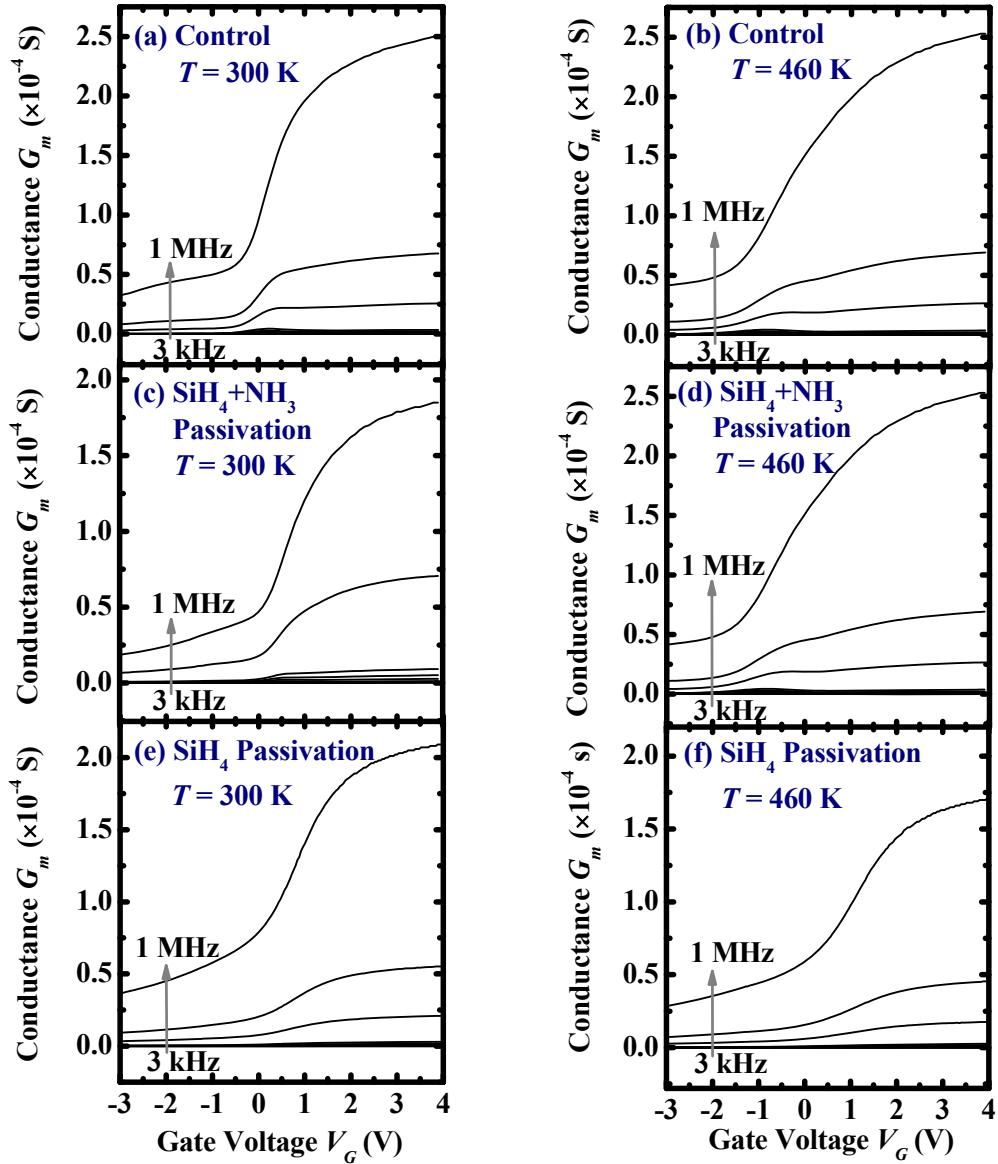 (a) Control
T = 300 K
1 MHz
3 kHz
Conductance G_m (×10⁻⁴ S)
2.5
2.0
1.5
1.0
0.5
0.0
(b) Control
T = 460 K
1 MHz
3 kHz
Conductance G_m (×10⁻⁴ S)
2.5
2.0
1.5
1.0
0.5
0.0
(c) SiH₄+NH₃
Passivation
T = 300 K
1 MHz
3 kHz
Conductance G_m (×10⁻⁴ S)
2.0
1.5
1.0
0.5
0.0
(d) SiH₄+NH₃
Passivation
T = 460 K
1 MHz
3 kHz
Conductance G_m (×10⁻⁴ S)
2.5
2.0
1.5
1.0
0.5
0.0
(e) SiH₄ Passivation
T = 300 K
1 MHz
3 kHz
Conductance G_m (×10⁻⁴ S)
2.0
1.5
1.0
0.5
0.0
-3 -2 -1 0 1 2 3 4
Gate Voltage V_G (V)
(f) SiH₄ Passivation
T = 460 K
1 MHz
3 kHz
Conductance G_m (×10⁻⁴ s)
2.0
1.5
1.0
0.5
0.0
-3 -2 -1 0 1 2 3 4
Gate Voltage V_G (V)